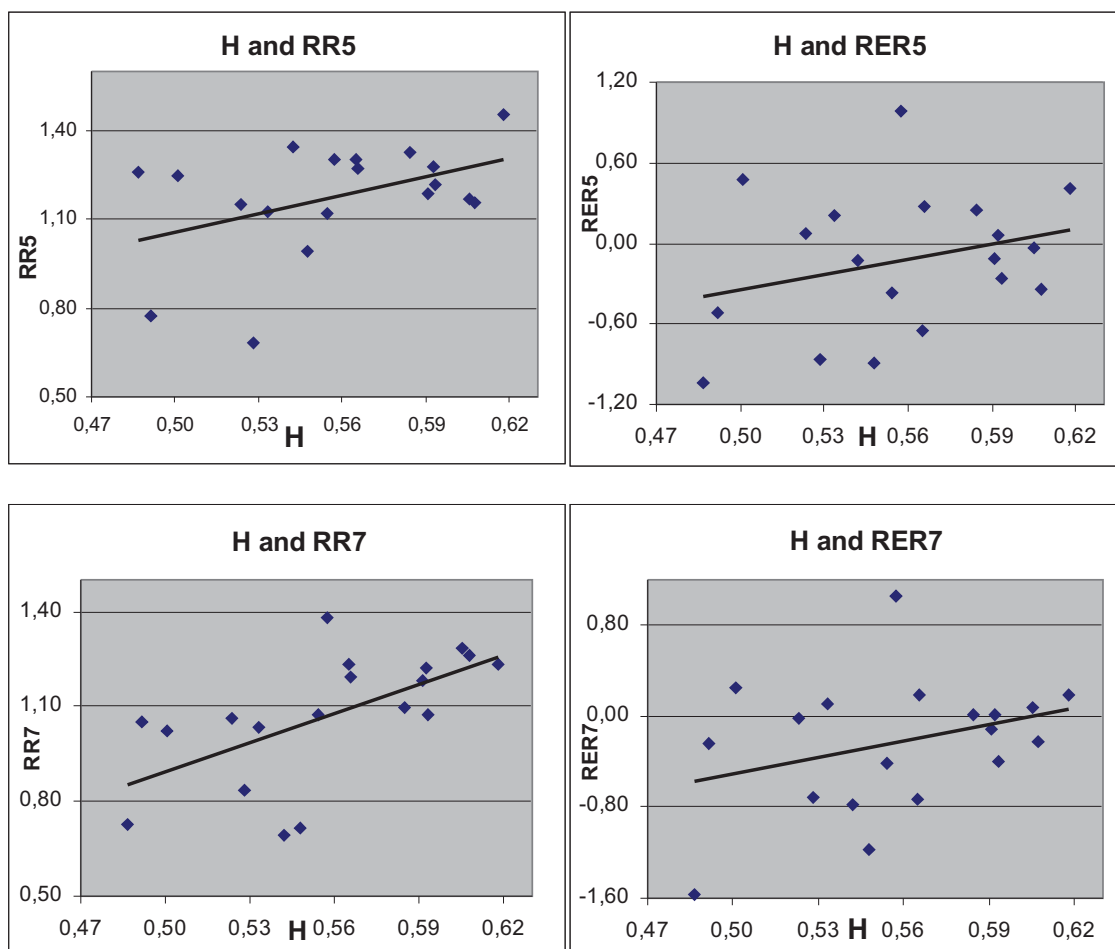 H and RR5
1,40
1,10
0,80
0,50
RR5
0,47 0,50 0,53 0,56 0,59 0,62
H
H and RER5
1,20
0,60
0,00
-0,60
-1,20
RER5
0,47 0,50 0,53 0,56 0,59 0,62
H
H and RR7
1,40
1,10
0,80
0,50
RR7
0,47 0,50 0,53 0,56 0,59 0,62
H
H and RER7
0,80
0,00
-0,80
-1,60
RER7
0,47 0,50 0,53 0,56 0,59 0,62
H